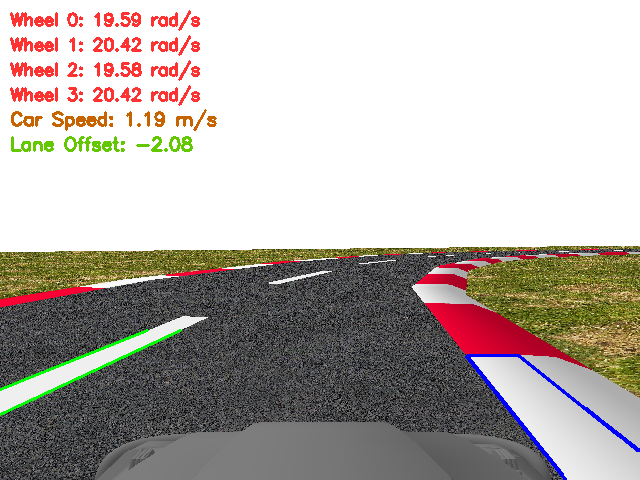 Wheel 0: 19.59 rad/s
Wheel 1: 20.42 rad/s
Wheel 2: 19.58 rad/s
Wheel 3: 20.42 rad/s
Car Speed: 1.19 m/s
Lane Offset: -2.08